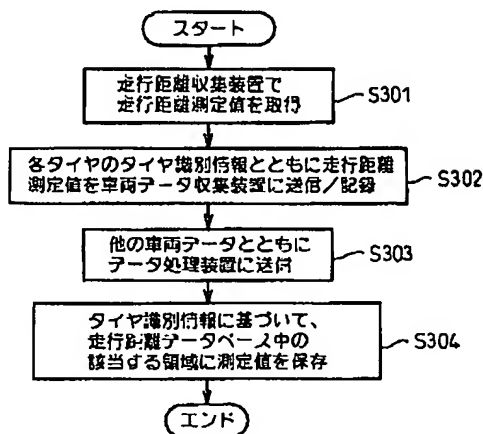 スタート
走行距離収集装置で
走行距離測定値を取得
S301
各タイヤのタイヤ識別情報とともに走行距離
測定値を車両データ収集装置に送信/記録
S302
他の車両データとともに
データ処理装置に送付
S303
タイヤ識別情報に基づいて、
走行距離データベース中の
該当する領域に測定値を保存
S304
エンド